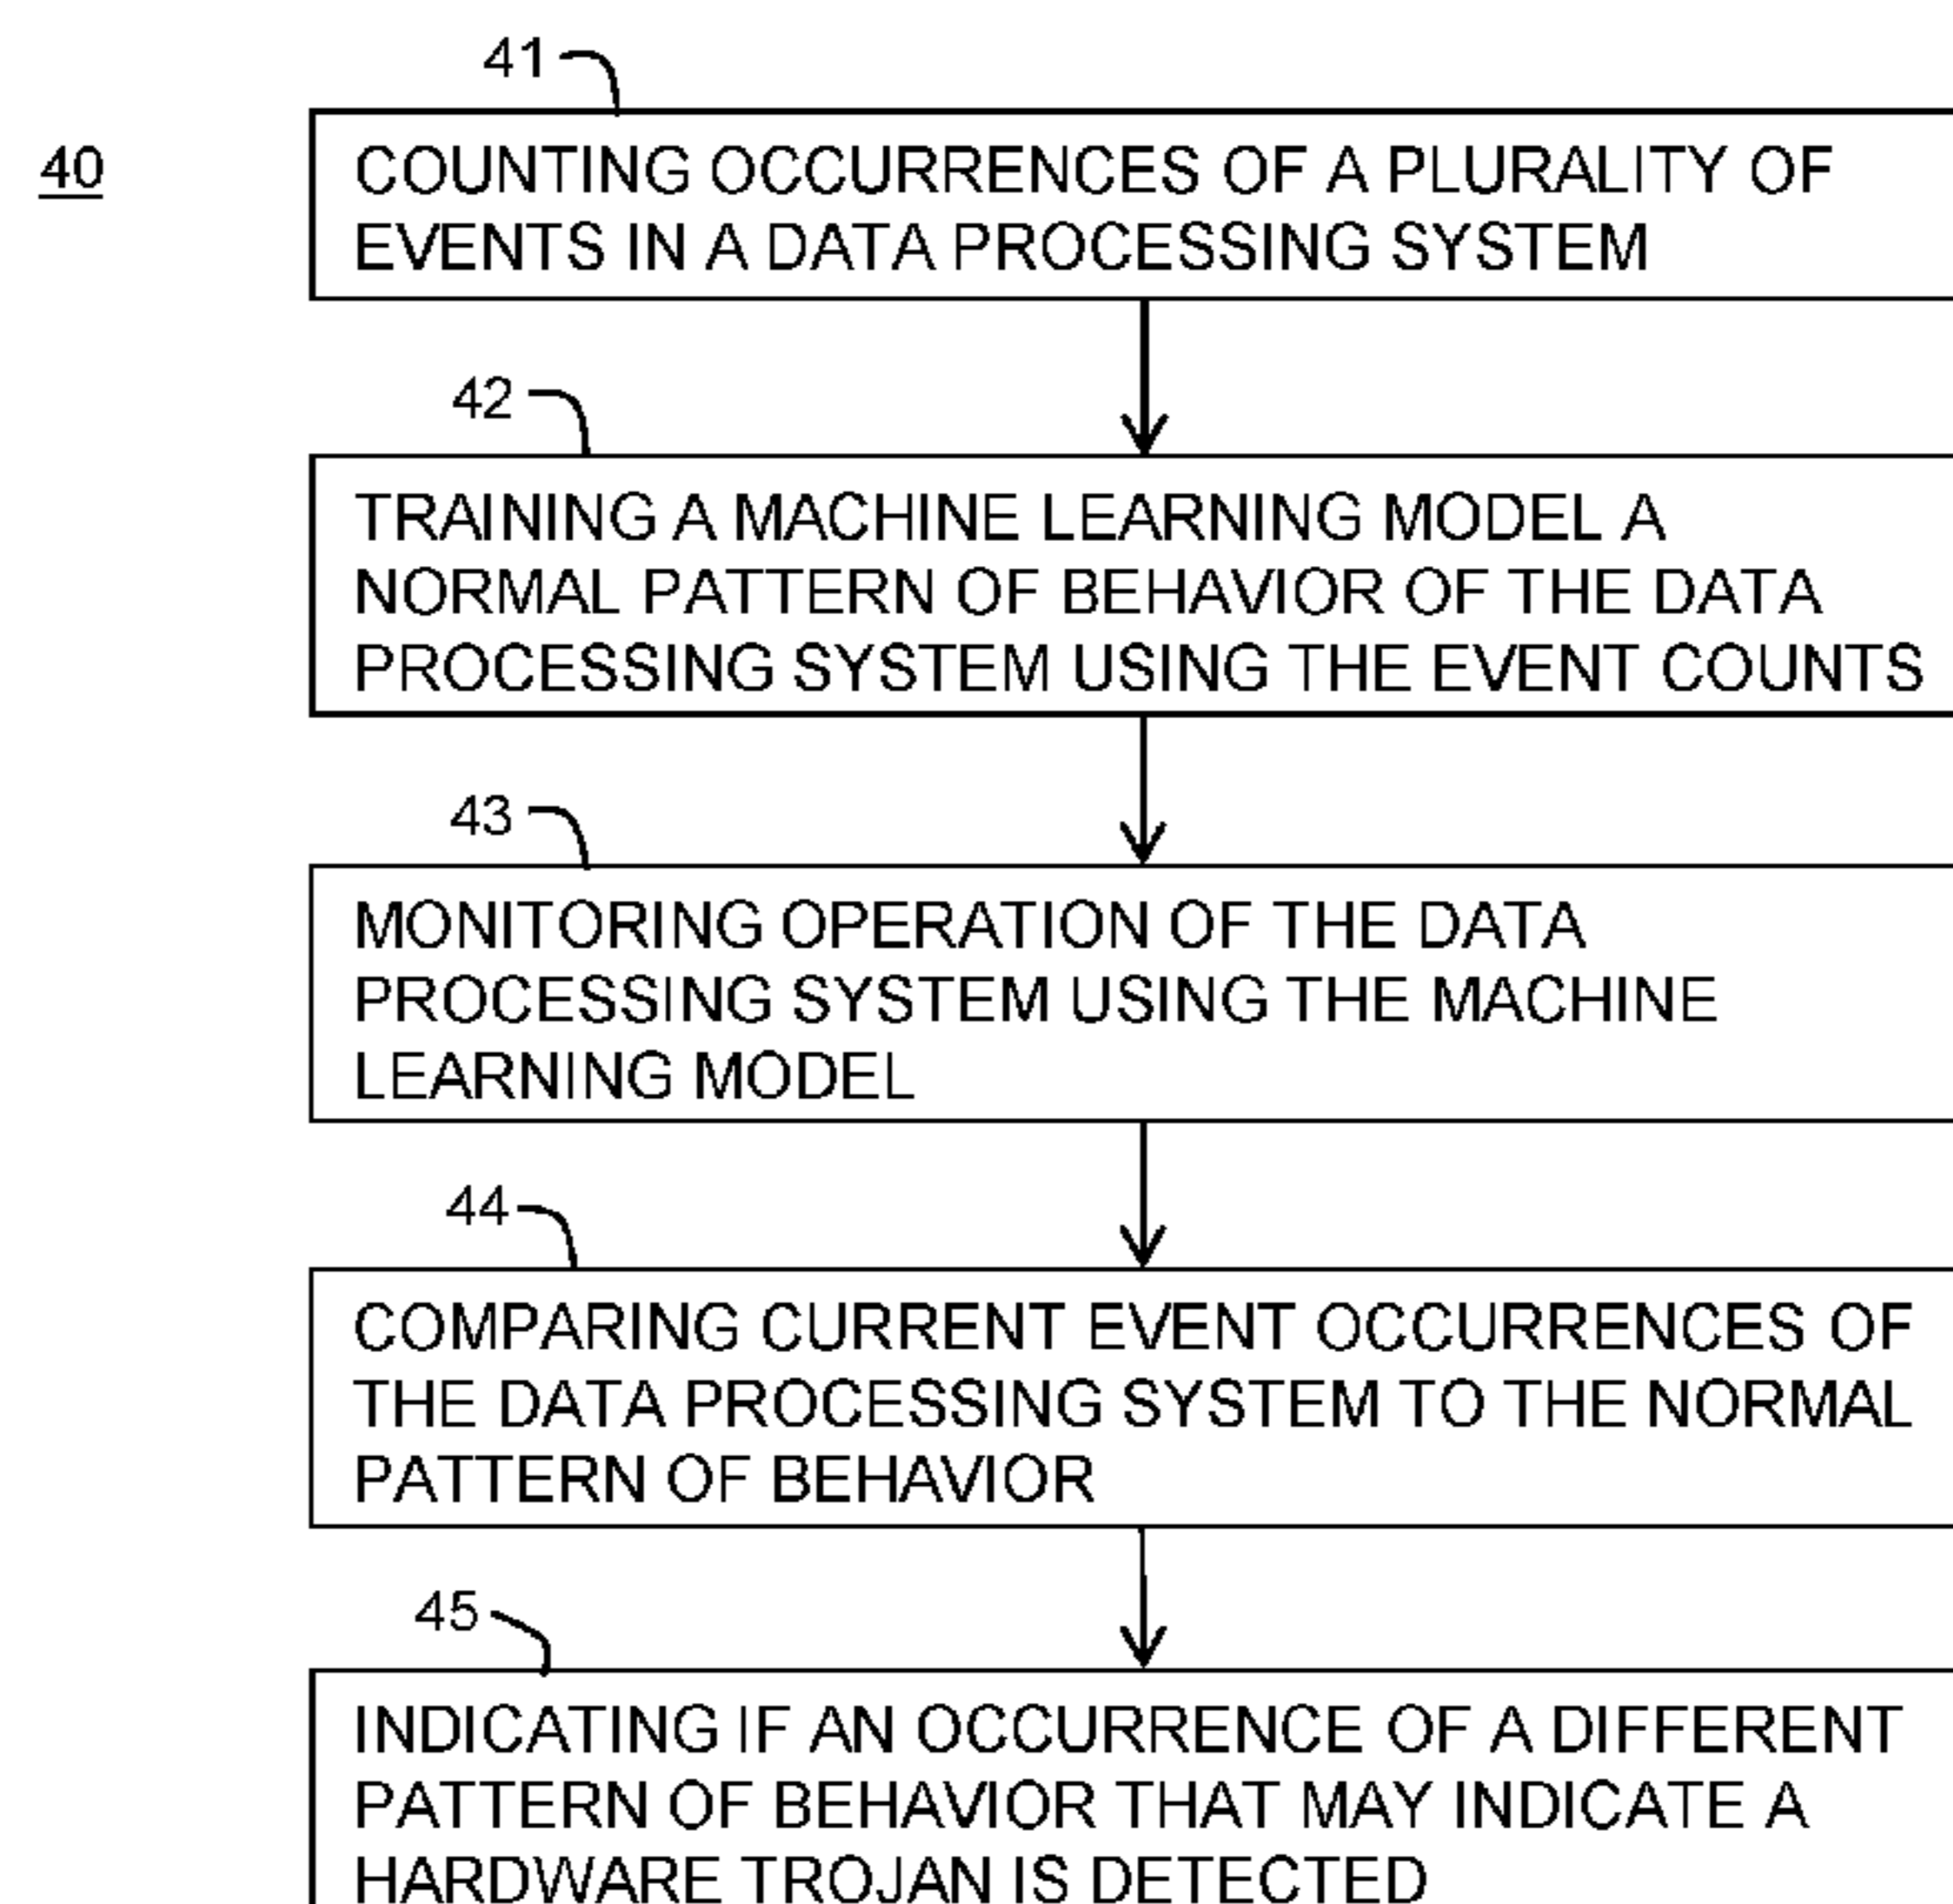 41
40
COUNTING OCCURRENCES OF A PLURALITY OF
EVENTS IN A DATA PROCESSING SYSTEM
42
TRAINING A MACHINE LEARNING MODEL A
NORMAL PATTERN OF BEHAVIOR OF THE DATA
PROCESSING SYSTEM USING THE EVENT COUNTS
43
MONITORING OPERATION OF THE DATA
PROCESSING SYSTEM USING THE MACHINE
LEARNING MODEL
44
COMPARING CURRENT EVENT OCCURRENCES OF
THE DATA PROCESSING SYSTEM TO THE NORMAL
PATTERN OF BEHAVIOR
45
INDICATING IF AN OCCURRENCE OF A DIFFERENT
PATTERN OF BEHAVIOR THAT MAY INDICATE A
HARDWARE TROJAN IS DETECTED